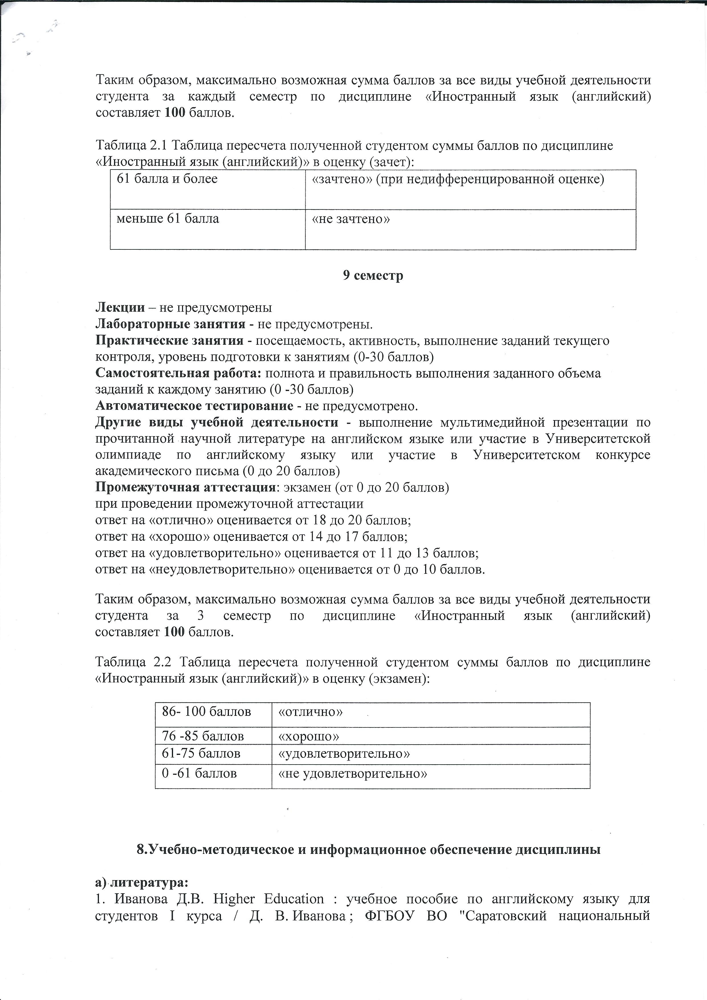 Таким образом, максимально возможная сумма баллов за все виды учебной деятельности
студента за каждый семестр по дисциплине «Иностранный язык (английский)
составляет 100 баллов.
Таблица 2.1 Таблица пересчета полученной студентом суммы баллов по дисциплине
«Иностранный язык (английский)» в оценку (зачет):
61 балла и более «зачтено» (при недифференцированной оценке)
меньше 61 балла «не зачтено»
9 семестр
Лекции – не предусмотрены
Лабораторные занятия - не предусмотрены.
Практические занятия - посещаемость, активность, выполнение заданий текущего
контроля, уровень подготовки к занятиям (0-30 баллов)
Самостоятельная работа: полнота и правильность выполнения заданного объема
заданий к каждому занятию (0 -30 баллов)
Автоматическое тестирование - не предусмотрено.
Другие виды учебной деятельности - выполнение мультимедийной презентации по
прочитанной научной литературе на английском языке или участие в Университетской
олимпиаде по английскому языку или участие в Университетском конкурсе
академического письма (0 до 20 баллов)
Промежуточная аттестация: экзамен (от 0 до 20 баллов)
при проведении промежуточной аттестации
ответ на «отлично» оценивается от 18 до 20 баллов;
ответ на «хорошо» оценивается от 14 до 17 баллов;
ответ на «удовлетворительно» оценивается от 11 до 13 баллов;
ответ на «неудовлетворительно» оценивается от 0 до 10 баллов.
Таким образом, максимально возможная сумма баллов за все виды учебной деятельности
студента за 3 семестр по дисциплине «Иностранный язык (английский)
составляет 100 баллов.
Таблица 2.2 Таблица пересчета полученной студентом суммы баллов по дисциплине
«Иностранный язык (английский)» в оценку (экзамен):
86- 100 баллов «отлично»
76 -85 баллов «хорошо»
61-75 баллов «удовлетворительно»
0 -61 баллов «не удовлетворительно»
8.Учебно-методическое и информационное обеспечение дисциплины
а) литература:
1. Иванова Д.В. Higher Education : учебное пособие по английскому языку для
студентов I курса / Д. В. Иванова ; ФГБОУ ВО "Саратовский национальный